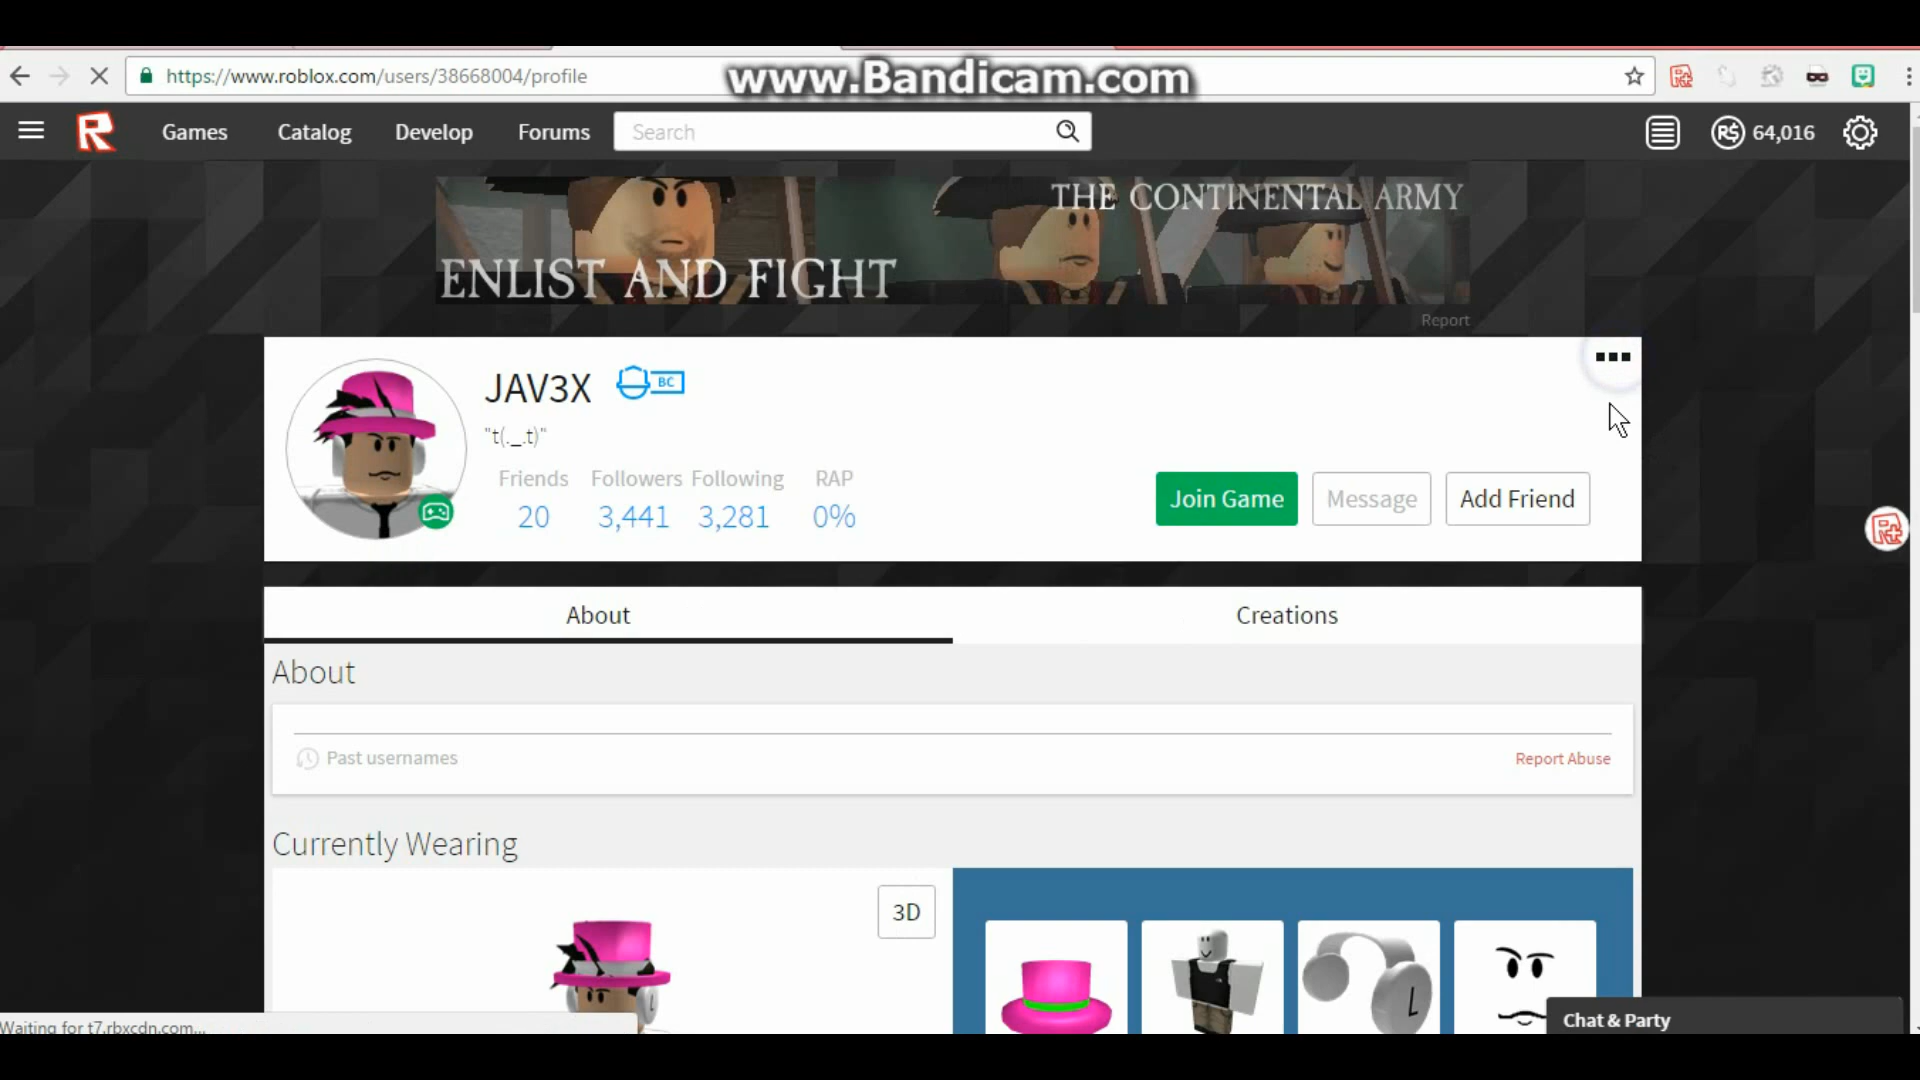 https://www.roblox.com/users/38668004/profile
www.Bandicam.com
Games
Catalog
Develop
Forums
Search
R$ 64,016
THE CONTINENTAL ARMY
ENLIST AND FIGHT
Report
JAV3X
BC
"t(._.t)"
Friends Followers Following RAP
20 3,441 3,281 0%
Join Game
Message
Add Friend
About
Creations
About
Past usernames
Report Abuse
Currently Wearing
3D
L
L
Waiting for t7.rbxcdn.com...
Chat & Party